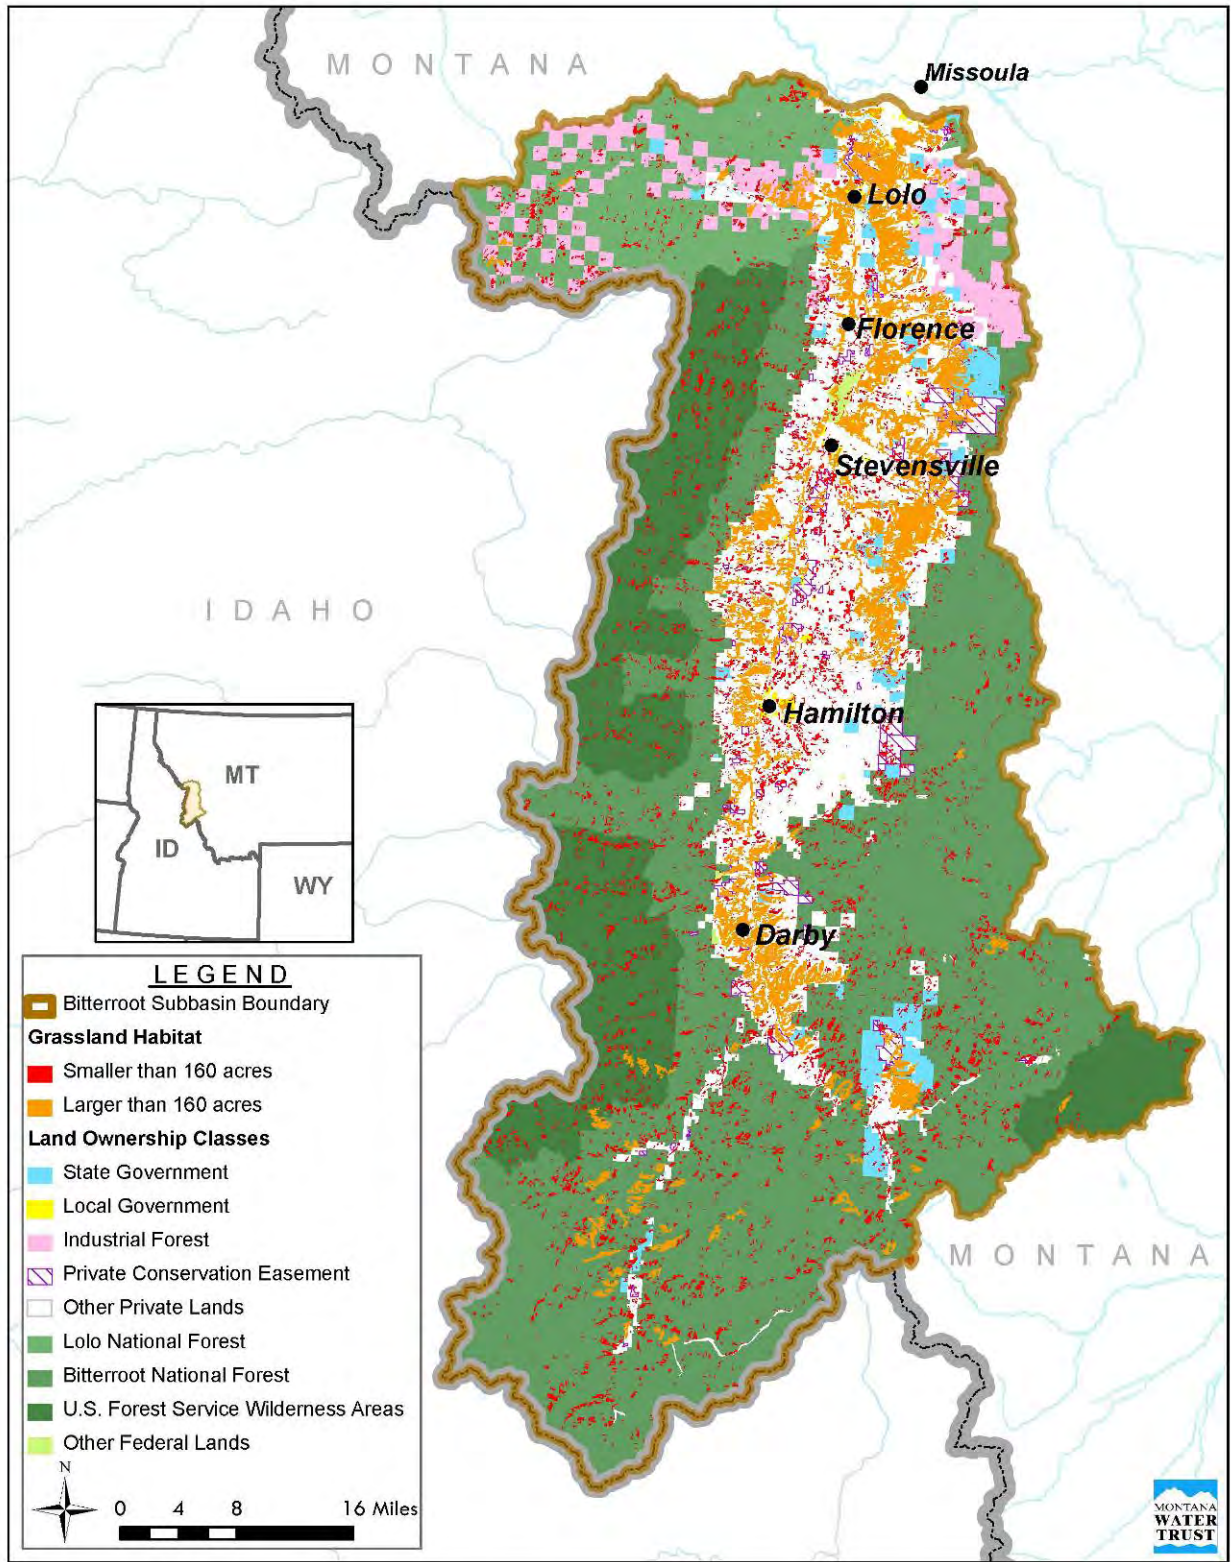 MONTANA
Missoula
Lolo
Florence
Stevensville
IDAHO
Hamilton
MT
ID
WY
Darby
LEGEND
Bitterroot Subbasin Boundary
Grassland Habitat
Smaller than 160 acres
Larger than 160 acres
Land Ownership Classes
State Government
Local Government
Industrial Forest
Private Conservation Easement
Other Private Lands
Lolo National Forest
Bitterroot National Forest
U.S. Forest Service Wilderness Areas
Other Federal Lands
MONTANA
N
0 4 8 16 Miles
MONTANA
WATER
TRUST